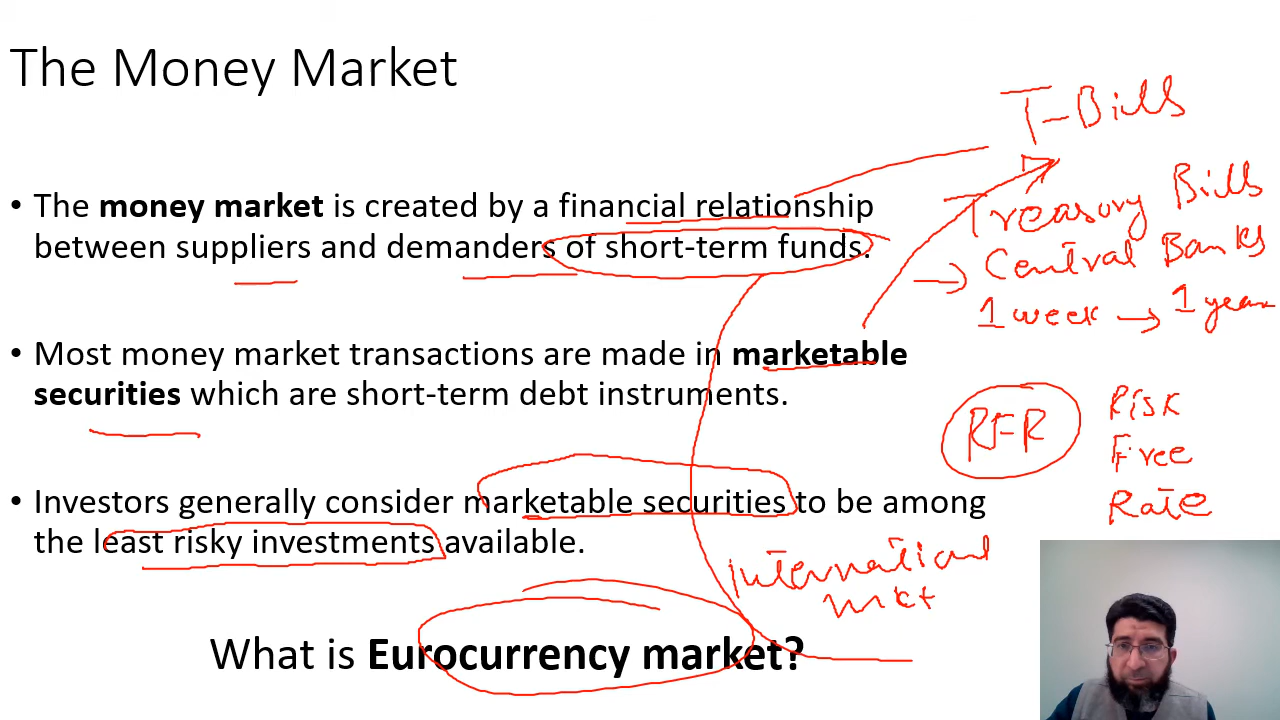 The Money Market
• The money market is created by a financial relationship
between suppliers and demanders of short-term funds.
• Most money market transactions are made in marketable
securities which are short-term debt instruments.
• Investors generally consider marketable securities to be among
the least risky investments available.
What is Eurocurrency market?
T-Bills
Treasury Bills
→ Central Banks
1 week → 1 year
RFR
Risk
Free
Rate
International
mkt